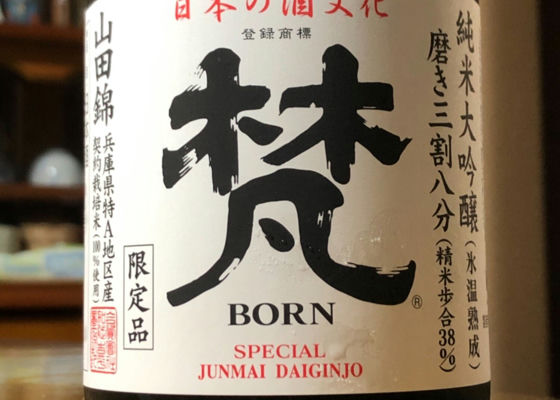 日本の酒文化
登録商標
純米大吟醸(氷温熟成)
磨き三割八分(精米歩合38%)
梵
®
BORN
SPECIAL
JUNMAI DAIGINJO
限定品
山田錦
兵庫県特A地区産
契約栽培米(100%使用)